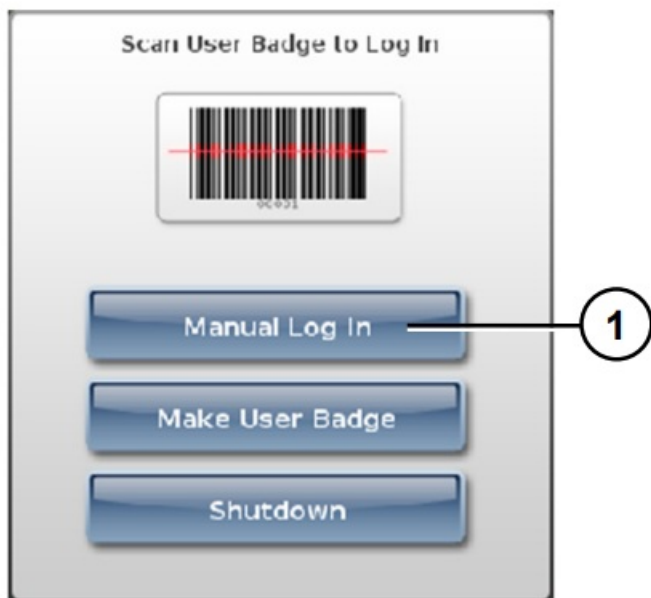 Scan User Badge to Log In
Manual Log In
1
Make User Badge
Shutdown